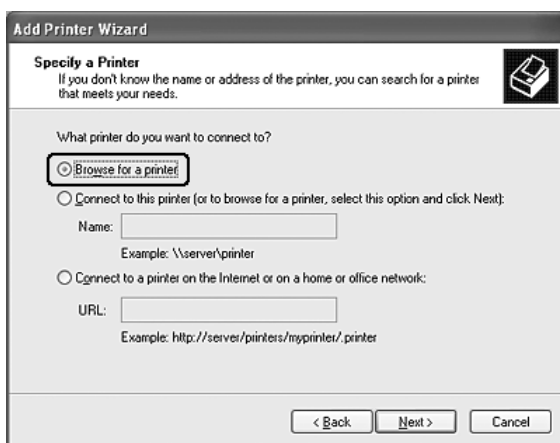 Add Printer Wizard
Specify a Printer
If you don't know the name or address of the printer, you can search for a printer
that meets your needs.
What printer do you want to connect to?
Browse for a printer
Connect to this printer (or to browse for a printer, select this option and click Next):
Name:
Example: \\server\printer
Connect to a printer on the Internet or on a home or office network:
URL:
Example: http://server/printers/myprinter/.printer
< Back Next > Cancel